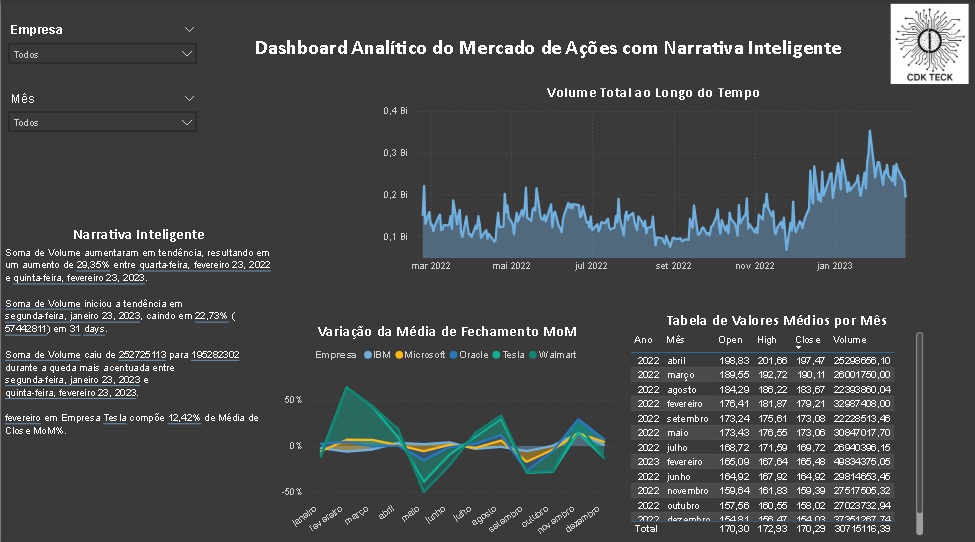 Empresa
Todos
Mês
Todos
Dashboard Analítico do Mercado de Ações com Narrativa Inteligente
CDK TECK
Volume Total ao Longo do Tempo
0,4 Bi
0,3 Bi
0,2 Bi
0,1 Bi
mar 2022 mai 2022 jul 2022 set 2022 nov 2022 jan 2023
Narrativa Inteligente
Soma de Volume aumentaram em tendência, resultando em
um aumento de 29,35% entre quarta-feira, fevereiro 23, 2022
e quinta-feira, fevereiro 23, 2023.
Soma de Volume iniciou a tendência em
segunda-feira, janeiro 23, 2023, caindo em 22,73% (
57442811) em 31 days.
Soma de Volume caiu de 252725113 para 195282302
durante a queda mais acentuada entre
segunda-feira, janeiro 23, 2023 e
quinta-feira, fevereiro 23, 2023.
fevereiro em Empresa Tesla compõe 12,42% de Média de
Close MoM%.
Variação da Média de Fechamento MoM
Empresa IBM Microsoft Oracle Tesla Walmart
50 %
0 %
-50 %
janeiro fevereiro março abril maio junho julho agosto setembro outubro novembro dezembro
Tabela de Valores Médios por Mês
Ano Mês Open High Close Volume
2022 abril 198,83 201,66 197,47 25298656,10
2022 março 189,55 192,72 190,11 26001750,00
2022 agosto 184,29 186,22 183,67 22393860,04
2022 fevereiro 176,41 181,87 179,21 32987408,00
2022 setembro 173,24 175,61 173,08 22228513,46
2022 maio 173,43 176,55 173,06 30847017,70
2022 julho 168,72 171,59 169,72 26940396,15
2023 fevereiro 165,09 167,64 165,48 49834375,05
2022 junho 164,92 167,92 164,92 29814653,45
2022 novembro 159,64 161,83 159,39 27517505,32
2022 outubro 157,56 160,55 158,02 27023732,94
2022 dezembro 154,81 156,47 154,03 37351267,74
Total 170,30 172,93 170,29 30715116,39